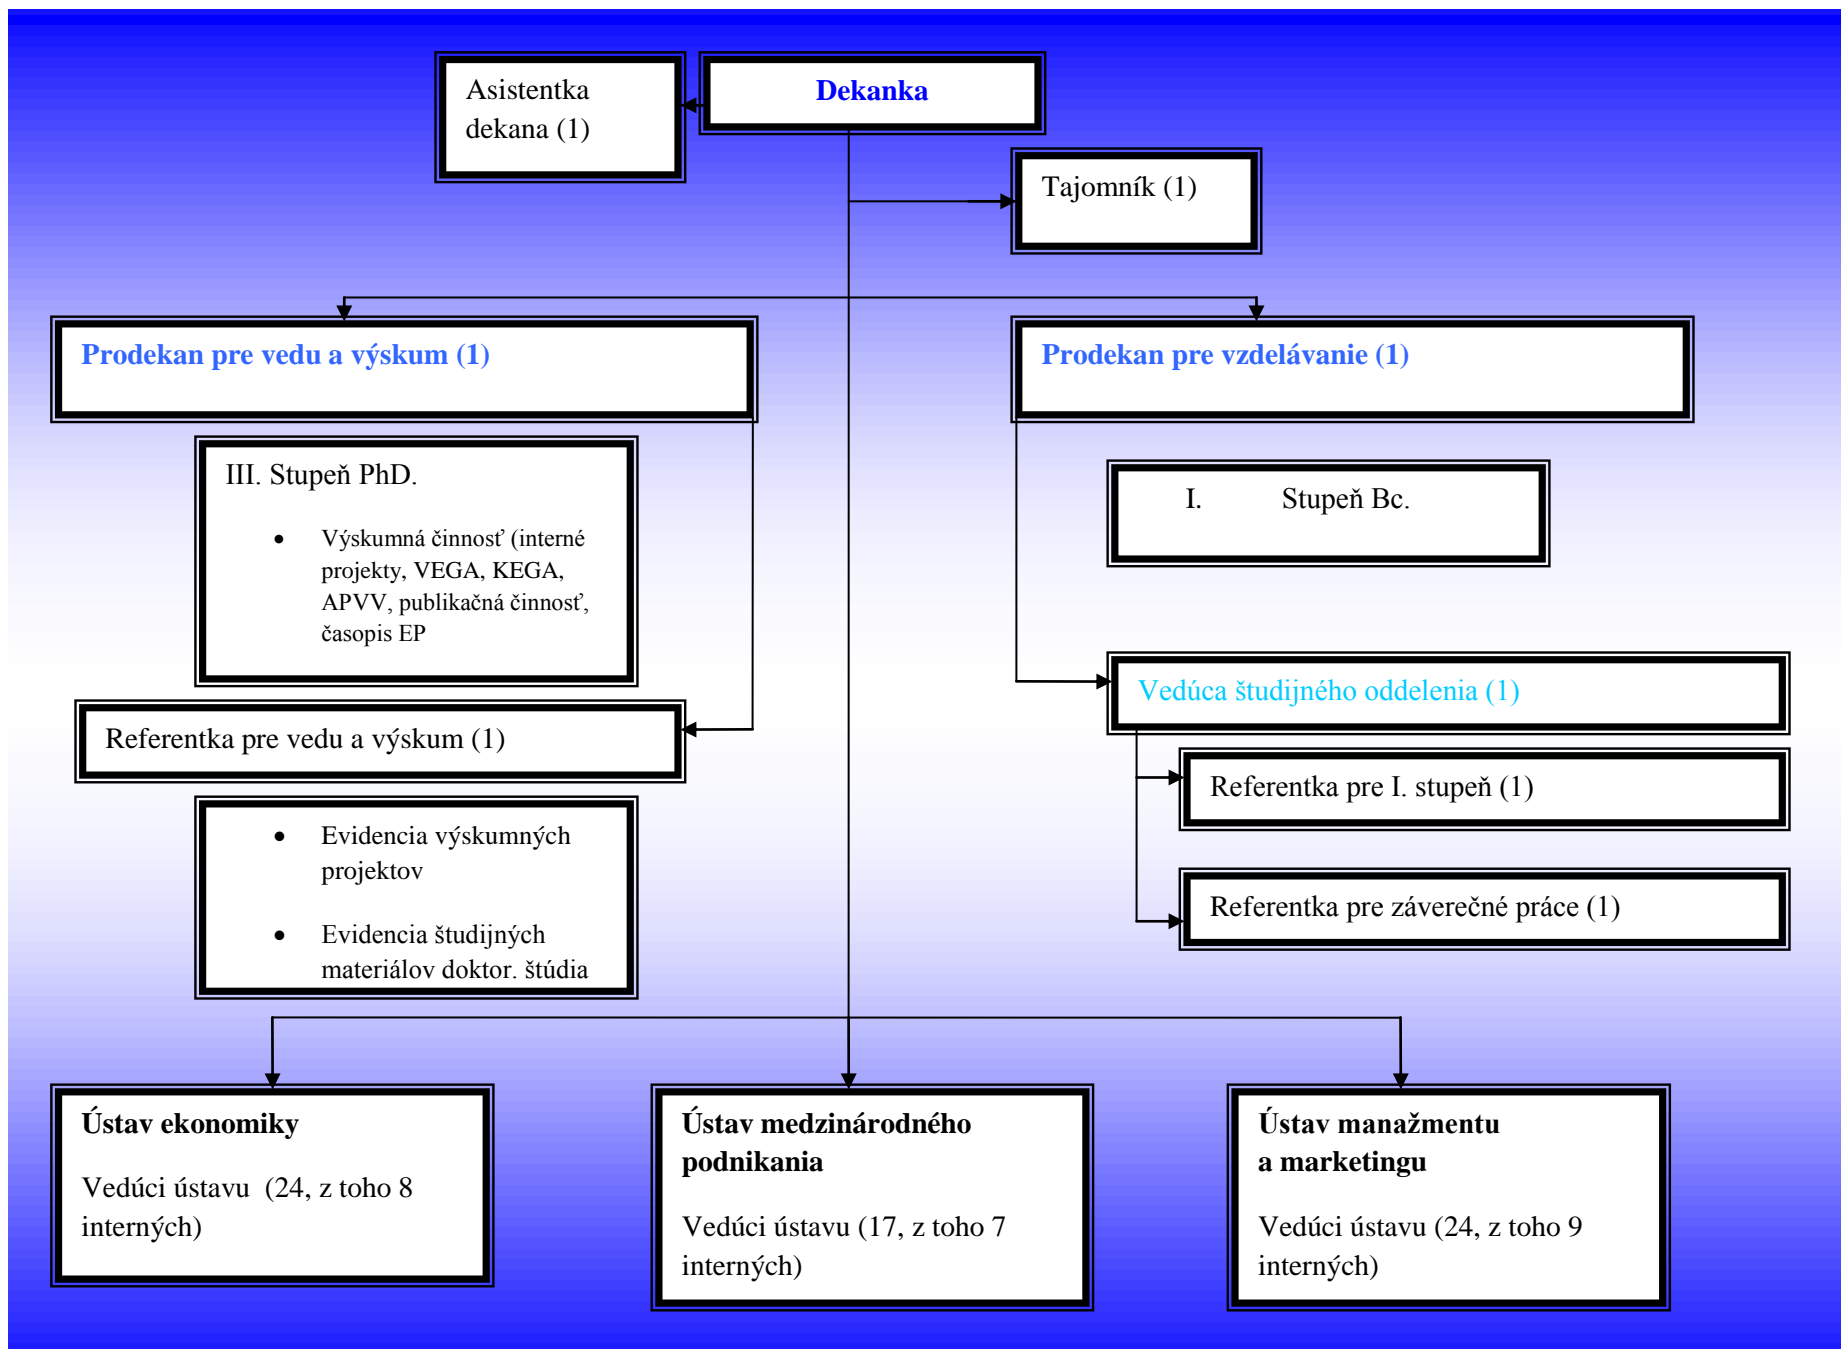 Asistentka
dekana (1)
Dekanka
Tajomník (1)
Prodekan pre vedu a výskum (1)
Prodekan pre vzdelávanie (1)
III. Stupeň PhD.
• Výskumná činnosť (interné
projekty, VEGA, KEGA,
APVV, publikačná činnosť,
časopis EP
I. Stupeň Bc.
Vedúca študijného oddelenia (1)
Referentka pre vedu a výskum (1)
Referentka pre I. stupeň (1)
• Evidencia výskumných
projektov
• Evidencia študijných
materiálov doktor. štúdia
Referentka pre záverečné práce (1)
Ústav ekonomiky
Vedúci ústavu (24, z toho 8
interných)
Ústav medzinárodného
podnikania
Vedúci ústavu (17, z toho 7
interných)
Ústav manažmentu
a marketingu
Vedúci ústavu (24, z toho 9
interných)